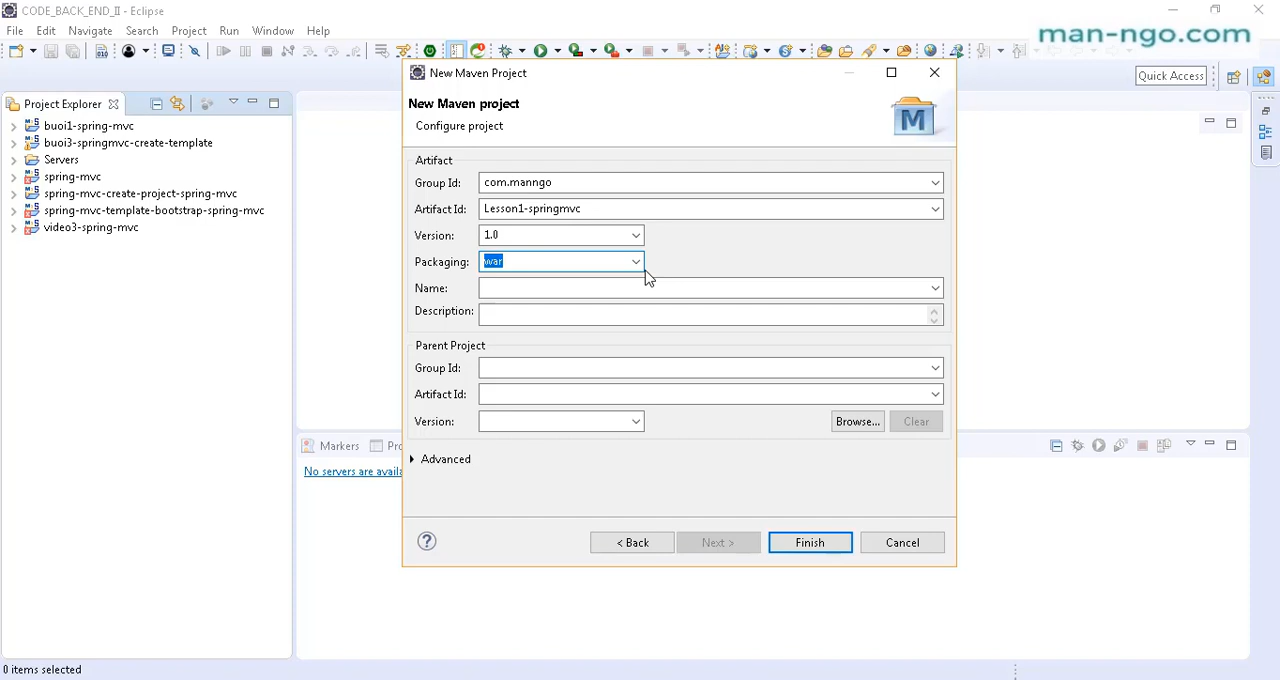 CODE_BACK_END_II - Eclipse
File Edit Navigate Search Project Run Window Help
man-ngo.com
Quick Access
Project Explorer
buoi1-spring-mvc
buoi3-springmvc-create-template
Servers
spring-mvc
spring-mvc-create-project-spring-mvc
spring-mvc-template-bootstrap-spring-mvc
video3-spring-mvc
New Maven Project
New Maven project
Configure project
M
Artifact
Group Id: com.manngo
Artifact Id: Lesson1-springmvc
Version: 1.0
Packaging: war
Name:
Description:
Parent Project
Group Id:
Artifact Id:
Version:
Browse... Clear
Advanced
< Back Next > Finish Cancel
Markers Pro
No servers are availa
0 items selected